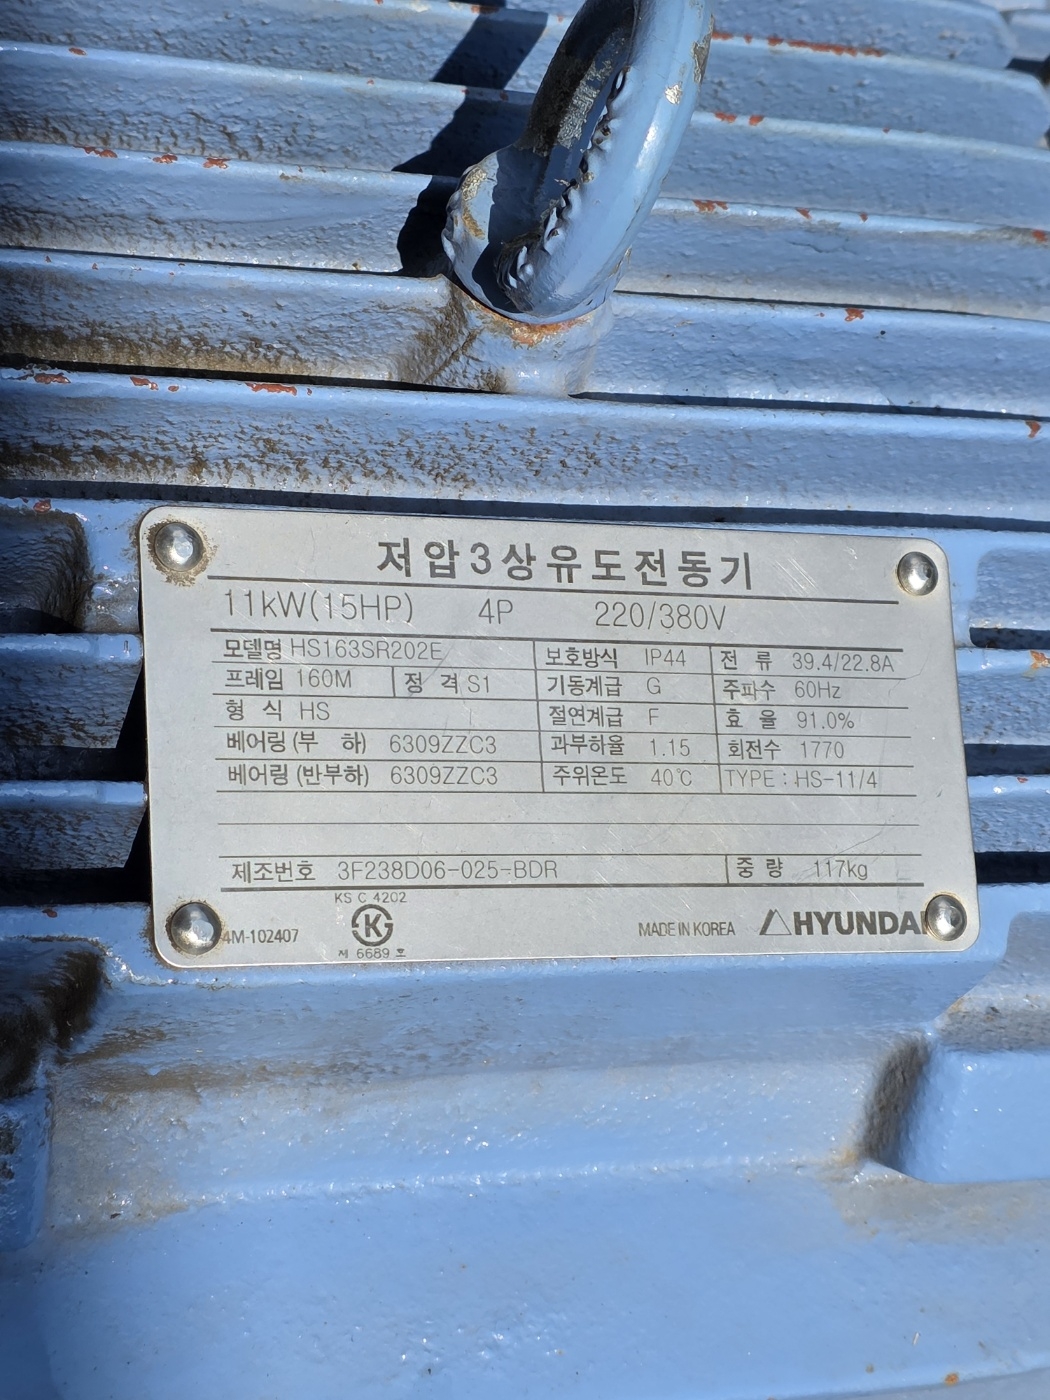 저압3상유도전동기
11kW(15HP) 4P 220/380V
모델명 HS163SR202E 보호방식 IP44 전 류 39.4/22.8A
프레임 160M 정 격 S1 기동계급 G 주파수 60Hz
형 식 HS 절연계급 F 효 율 91.0%
베어링(부 하) 6309ZZC3 과부하율 1.15 회전수 1770
베어링(반부하) 6309ZZC3 주위온도 40℃ TYPE : HS-11/4
제조번호 3F238D06-025-BDR 중 량 117kg
KS C 4202
4M-102407 K MADE IN KOREA HYUNDAI
제 6689 호